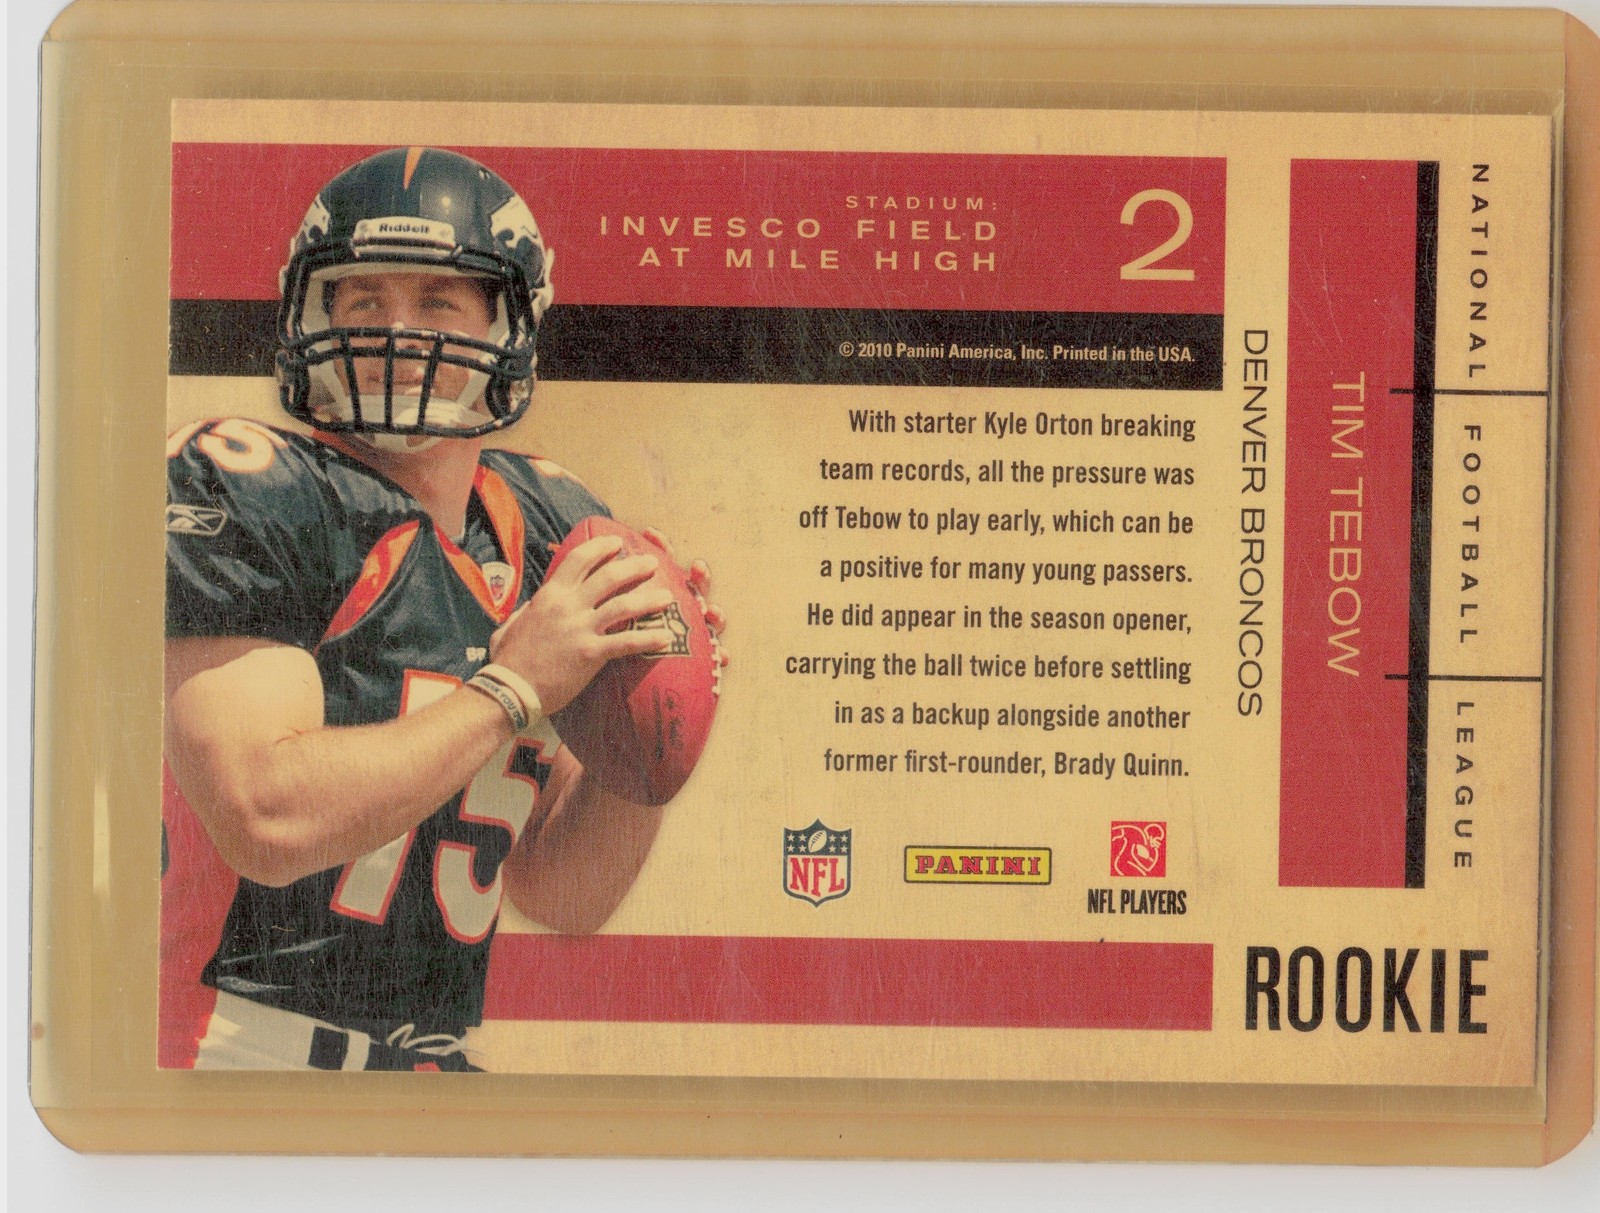 STADIUM:
INVESCO FIELD
AT MILE HIGH
2
© 2010 Panini America, Inc. Printed in the USA.
With starter Kyle Orton breaking
team records, all the pressure was
off Tebow to play early, which can be
a positive for many young passers.
He did appear in the season opener,
carrying the ball twice before settling
in as a backup alongside another
former first-rounder, Brady Quinn.
NFL
PANINI
NFL PLAYERS
DENVER BRONCOS
TIM TEBOW
NATIONAL
FOOTBALL
LEAGUE
ROOKIE
Riddell
15